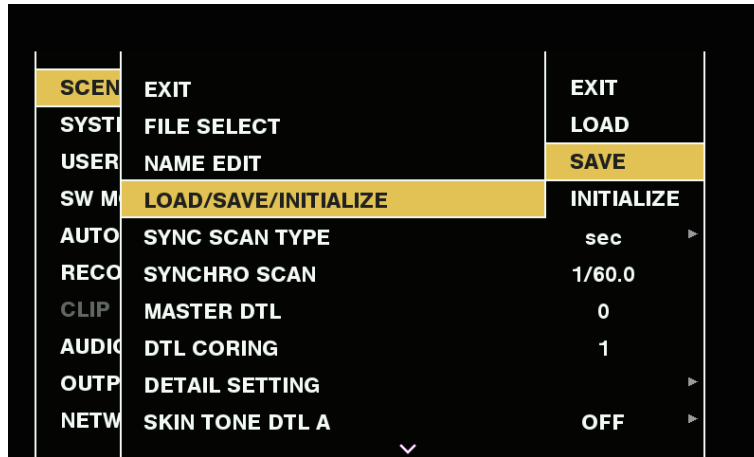 SCEN EXIT EXIT
SYSTI FILE SELECT LOAD
USER NAME EDIT SAVE
SW M LOAD/SAVE/INITIALIZE INITIALIZE
AUTO SYNC SCAN TYPE sec
RECO SYNCHRO SCAN 1/60.0
CLIP MASTER DTL 0
AUDIO DTL CORING 1
OUTP DETAIL SETTING
NETW SKIN TONE DTL A OFF